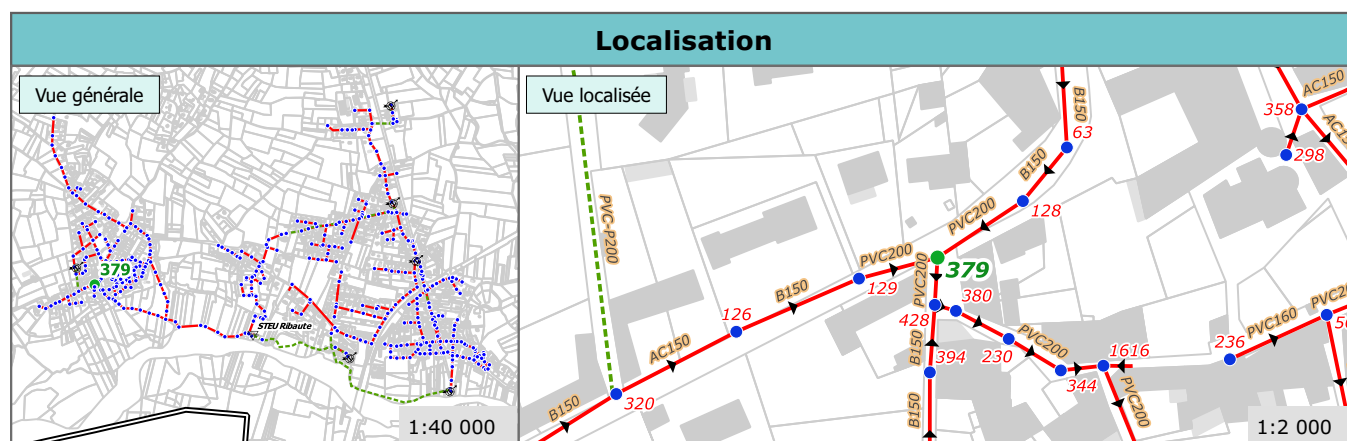 Localisation
Vue générale
379
STEU Ribaute
1:40 000
Vue localisée
PVC-P200
B150
320
AC150
126
B150
129
PVC200
379
PVC200
128
B150
63
B150
PVC200
428
380
B150
394
B150
230
PVC200
344
1616
PVC200
236
PVC160
358
AC150
298
1:2 000